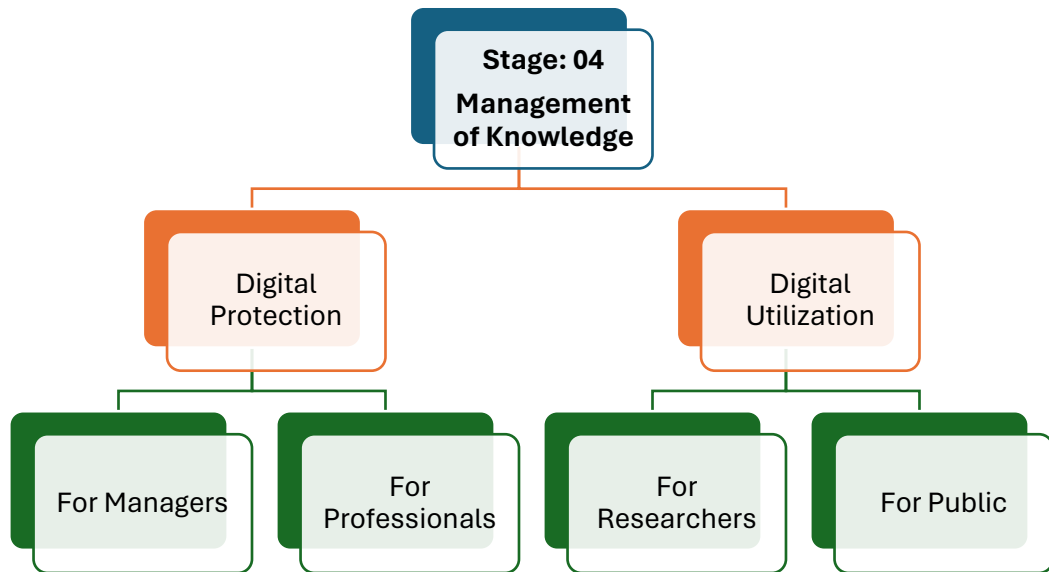 Stage: 04
Management
of Knowledge
Digital
Protection
Digital
Utilization
For Managers
For
Professionals
For
Researchers
For Public